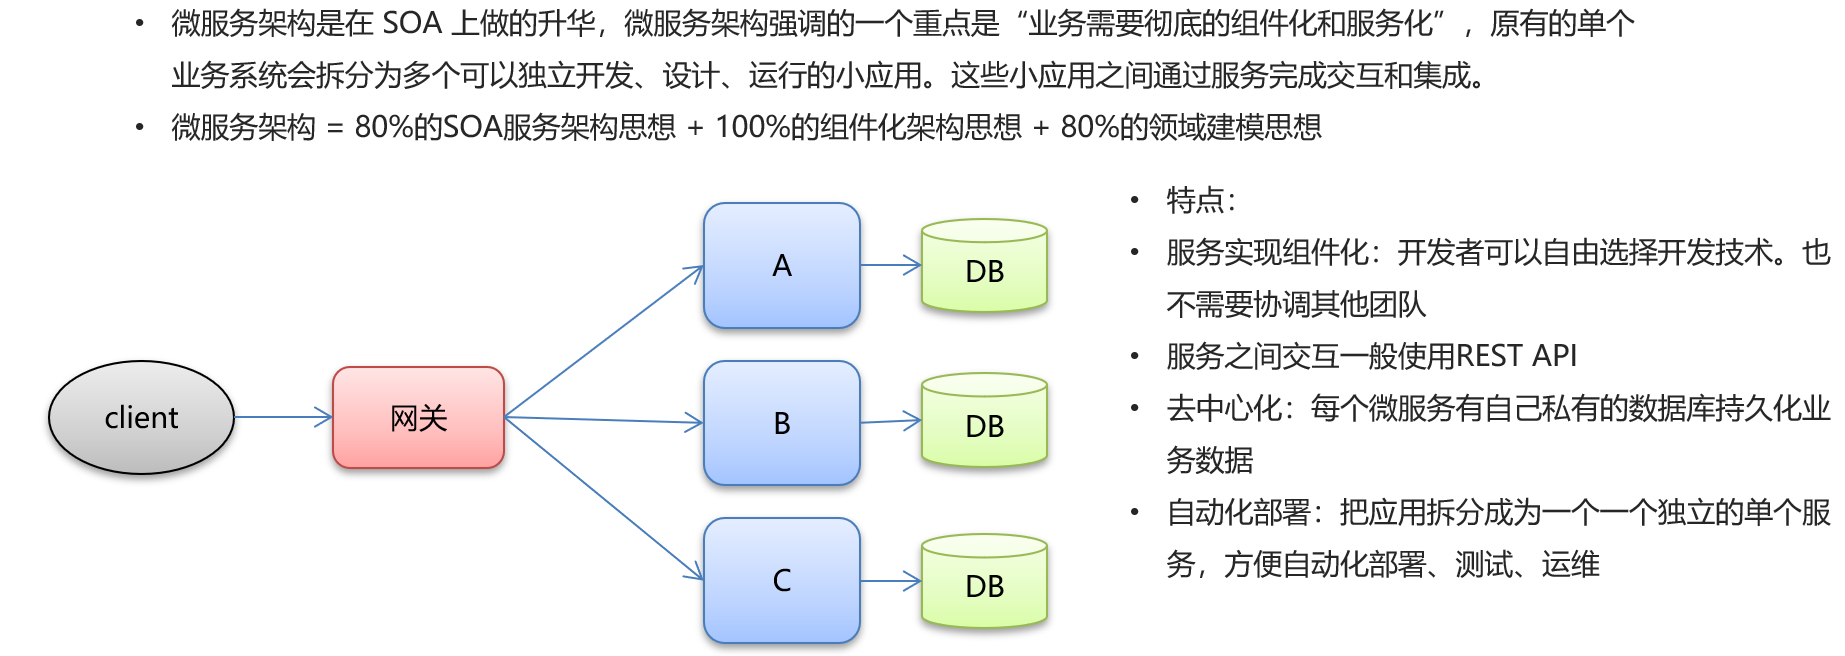 • 微服务架构是在 SOA 上做的升华，微服务架构强调的一个重点是“业务需要彻底的组件化和服务化”，原有的单个
业务系统会拆分为多个可以独立开发、设计、运行的小应用。这些小应用之间通过服务完成交互和集成。
• 微服务架构 = 80%的SOA服务架构思想 + 100%的组件化架构思想 + 80%的领域建模思想
client
网关
A
DB
B
DB
C
DB
• 特点：
• 服务实现组件化：开发者可以自由选择开发技术。也
不需要协调其他团队
• 服务之间交互一般使用REST API
• 去中心化：每个微服务有自己私有的数据库持久化业
务数据
• 自动化部署：把应用拆分成为一个一个独立的单个服
务，方便自动化部署、测试、运维